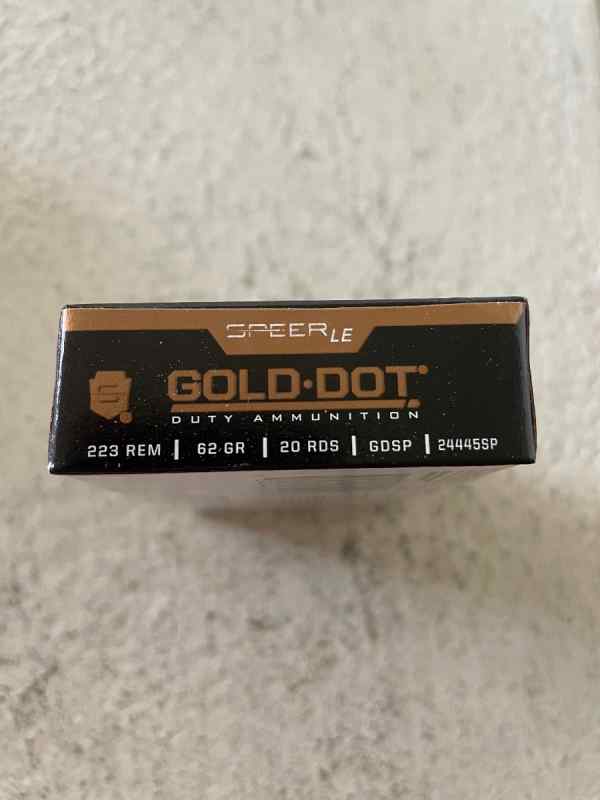 SPEER LE
GOLD·DOT®
DUTY AMMUNITION
223 REM | 62 GR | 20 RDS | GDSP | 24445SP